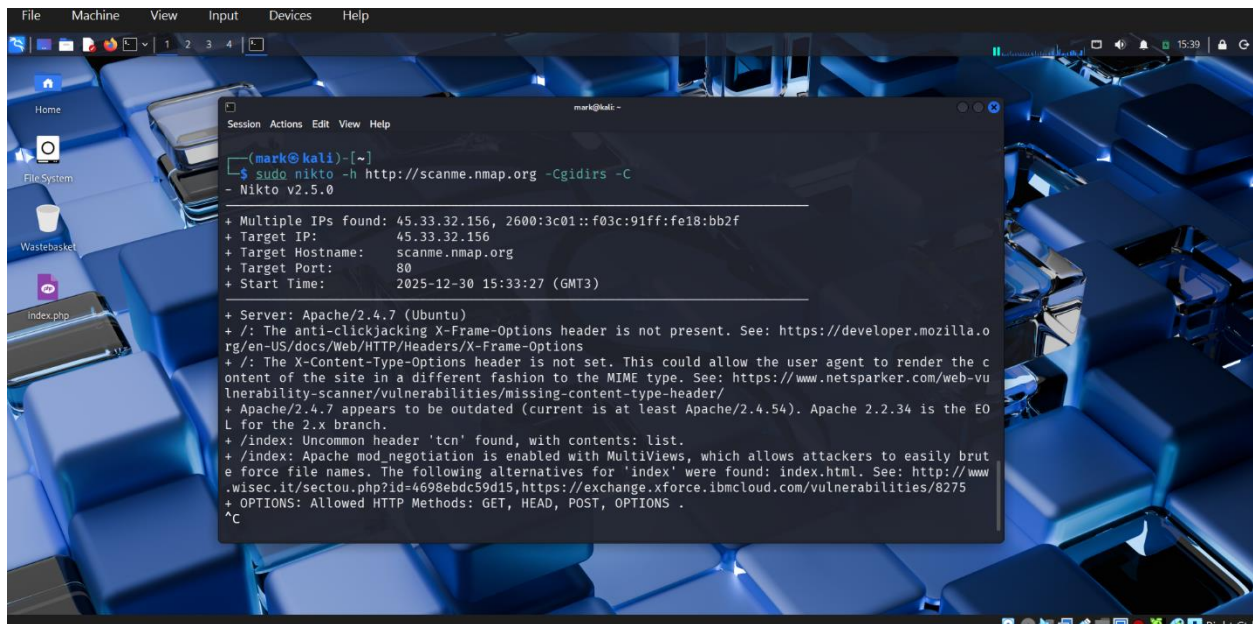 File Machine View Input Devices Help
1 2 3 4 15:39
Home
File System
Wastebasket
index.php
mark@kali: ~
Session Actions Edit View Help
┌──(mark㉿kali)-[~]
└─$ sudo nikto -h http://scanme.nmap.org -Cgidirs -C
- Nikto v2.5.0
+ Multiple IPs found: 45.33.32.156, 2600:3c01::f03c:91ff:fe18:bb2f
+ Target IP: 45.33.32.156
+ Target Hostname: scanme.nmap.org
+ Target Port: 80
+ Start Time: 2025-12-30 15:33:27 (GMT3)
+ Server: Apache/2.4.7 (Ubuntu)
+ /: The anti-clickjacking X-Frame-Options header is not present. See: https://developer.mozilla.o
rg/en-US/docs/Web/HTTP/Headers/X-Frame-Options
+ /: The X-Content-Type-Options header is not set. This could allow the user agent to render the c
ontent of the site in a different fashion to the MIME type. See: https://www.netsparker.com/web-vu
lnerability-scanner/vulnerabilities/missing-content-type-header/
+ Apache/2.4.7 appears to be outdated (current is at least Apache/2.4.54). Apache 2.2.34 is the EO
L for the 2.x branch.
+ /index: Uncommon header 'tcn' found, with contents: list.
+ /index: Apache mod_negotiation is enabled with MultiViews, which allows attackers to easily brut
e force file names. The following alternatives for 'index' were found: index.html. See: http://www
.wisec.it/sectou.php?id=4698ebdc59d15,https://exchange.xforce.ibmcloud.com/vulnerabilities/8275
+ OPTIONS: Allowed HTTP Methods: GET, HEAD, POST, OPTIONS .
^C